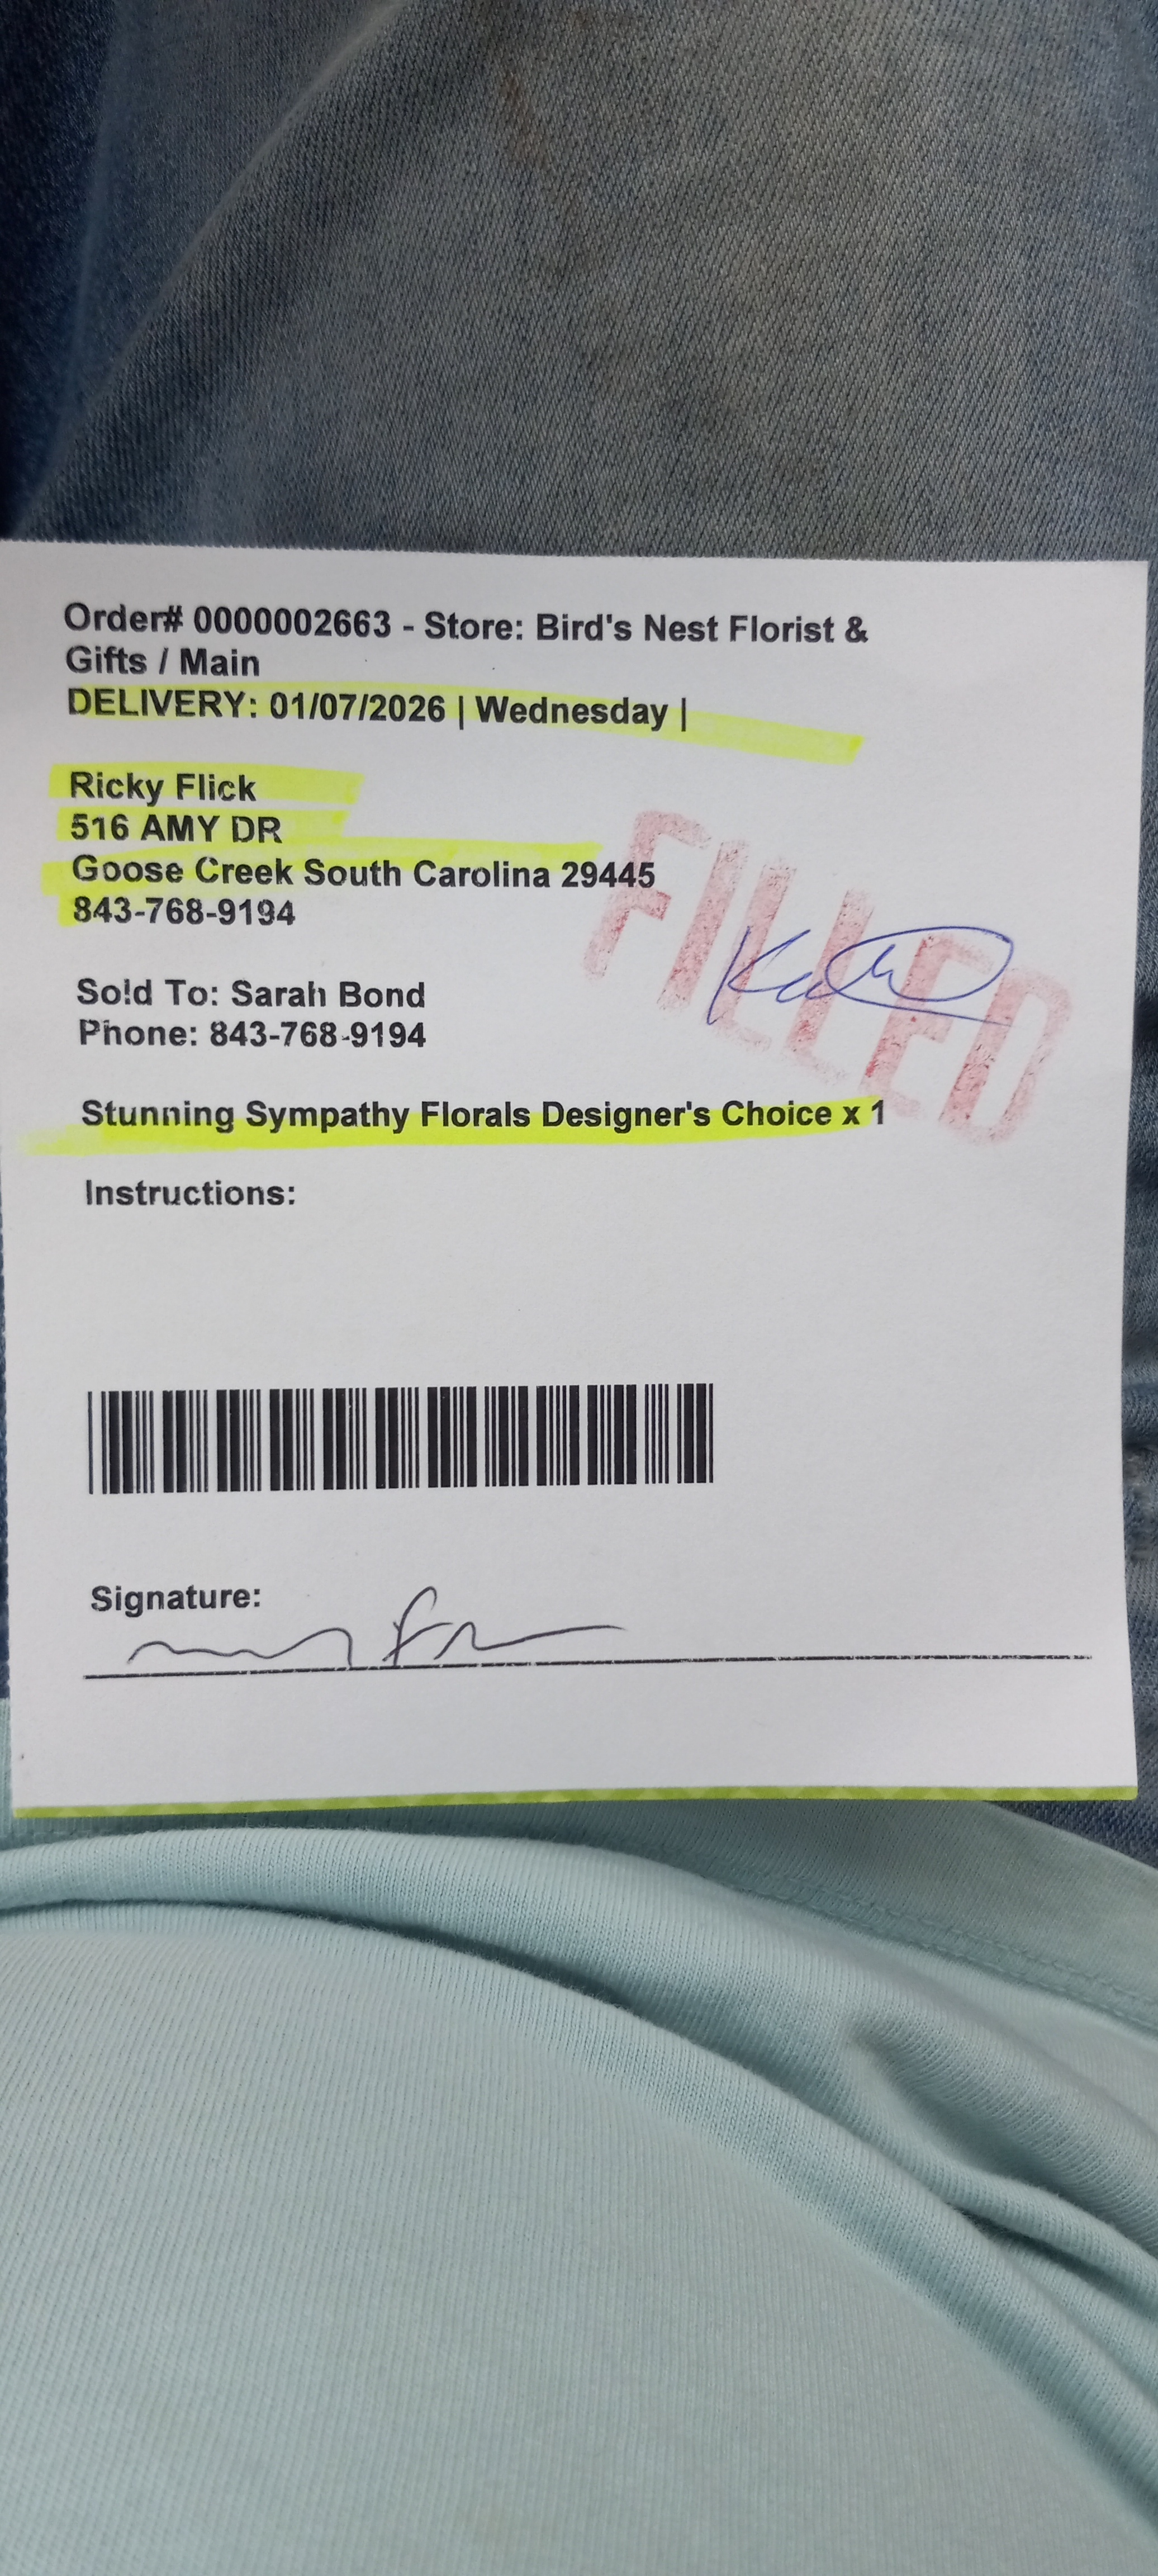 Order# 0000002663 - Store: Bird's Nest Florist &
Gifts / Main
DELIVERY: 01/07/2026 | Wednesday |
Ricky Flick
516 AMY DR
Goose Creek South Carolina 29445
843-768-9194
FILLED
Sold To: Sarah Bond
Phone: 843-768-9194
Stunning Sympathy Florals Designer's Choice x 1
Instructions:
Signature: